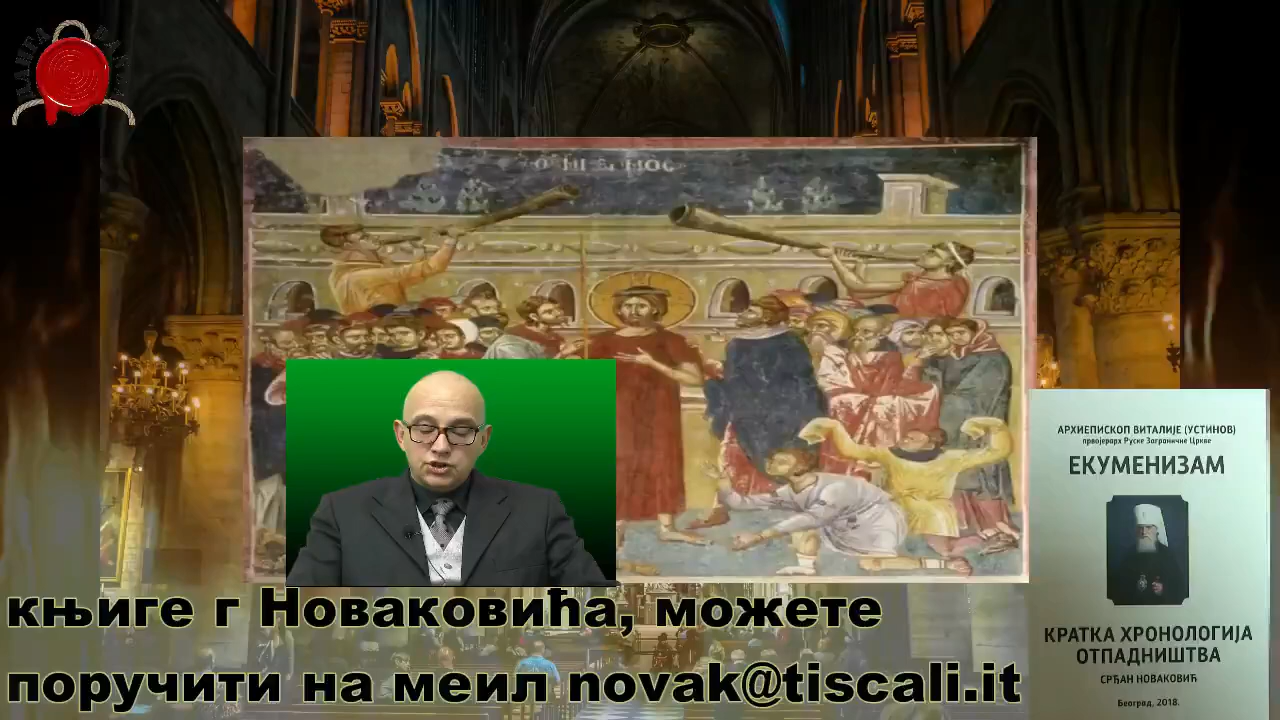 АРХИЕПИСКОП ВИТАЛИЈЕ (УСТИНОВ)
првојерарх Руске Заграничне Цркве
ЕКУМЕНИЗАМ
КРАТКА ХРОНОЛОГИЈА
ОТПАДНИШТВА
СРЂАН НОВАКОВИЋ
Београд, 2018.
књиге г Новаковића, можете
поручити на меил novak@tiscali.it